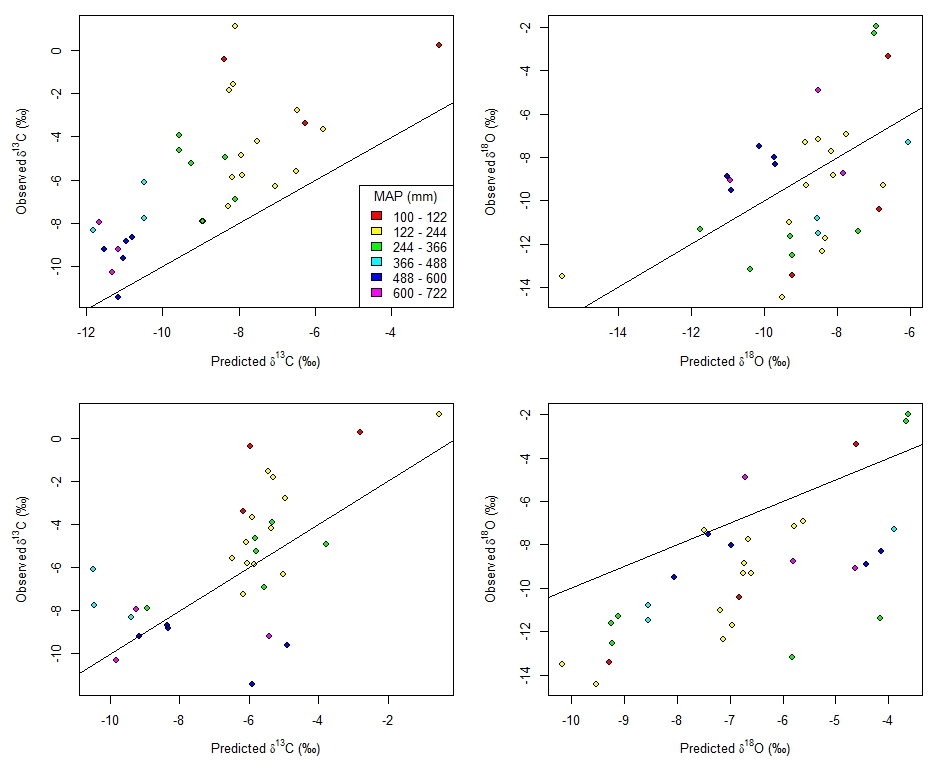 0
-2
-4
-6
-8
-10
Observed δ13C (‰)
MAP (mm)
100 - 122
122 - 244
244 - 366
366 - 488
488 - 600
600 - 722
-12 -10 -8 -6 -4
Predicted δ13C (‰)
-2
-4
-6
-8
-10
-12
-14
Observed δ18O (‰)
-14 -12 -10 -8 -6
Predicted δ18O (‰)
0
-2
-4
-6
-8
-10
Observed δ13C (‰)
-10 -8 -6 -4 -2
Predicted δ13C (‰)
-2
-4
-6
-8
-10
-12
-14
Observed δ18O (‰)
-10 -9 -8 -7 -6 -5 -4
Predicted δ18O (‰)